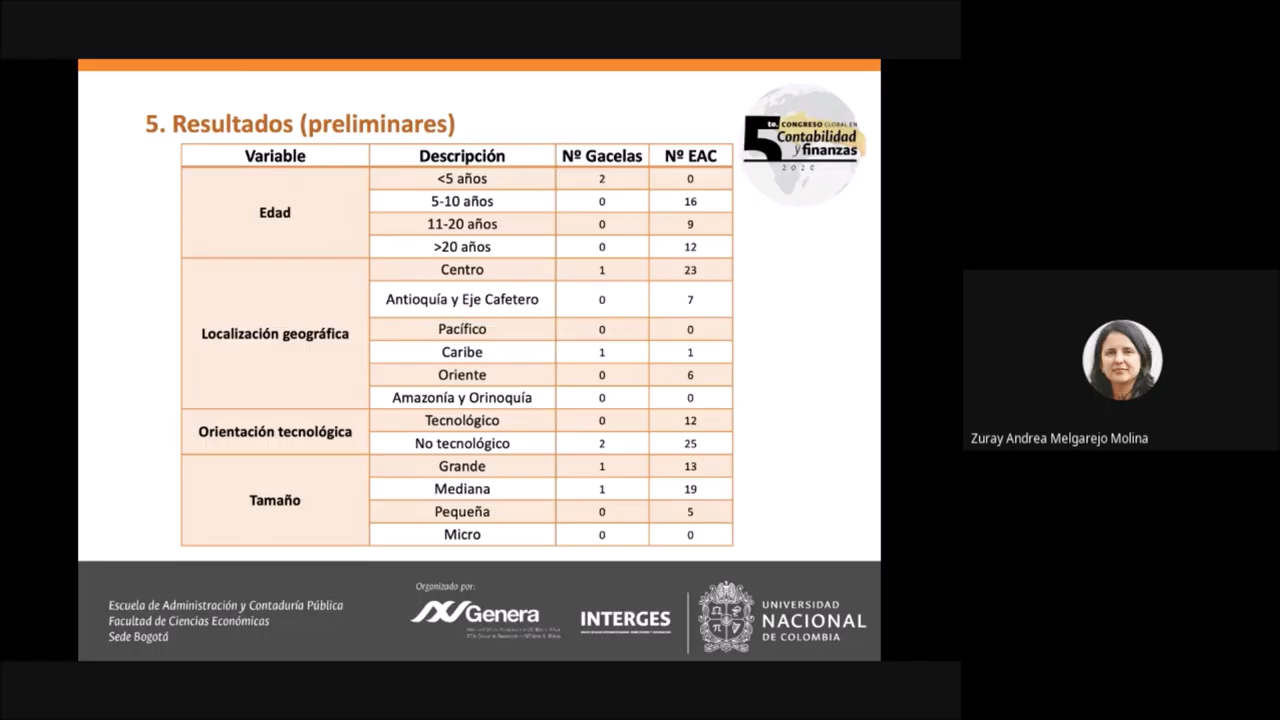 5. Resultados (preliminares)
5to. CONGRESO GLOBAL EN
Contabilidad
y finanzas
2020
Variable Descripción Nº Gacelas Nº EAC
Edad
<5 años 2 0
5-10 años 0 16
11-20 años 0 9
>20 años 0 12
Localización geográfica
Centro 1 23
Antioquía y Eje Cafetero 0 7
Pacífico 0 0
Caribe 1 1
Oriente 0 6
Amazonía y Orinoquía 0 0
Orientación tecnológica
Tecnológico 0 12
No tecnológico 2 25
Tamaño
Grande 1 13
Mediana 1 19
Pequeña 0 5
Micro 0 0
Zuray Andrea Melgarejo Molina
Escuela de Administración y Contaduría Pública
Facultad de Ciencias Económicas
Sede Bogotá
Organizado por:
Genera
INTERGES
UNIVERSIDAD
NACIONAL
DE COLOMBIA